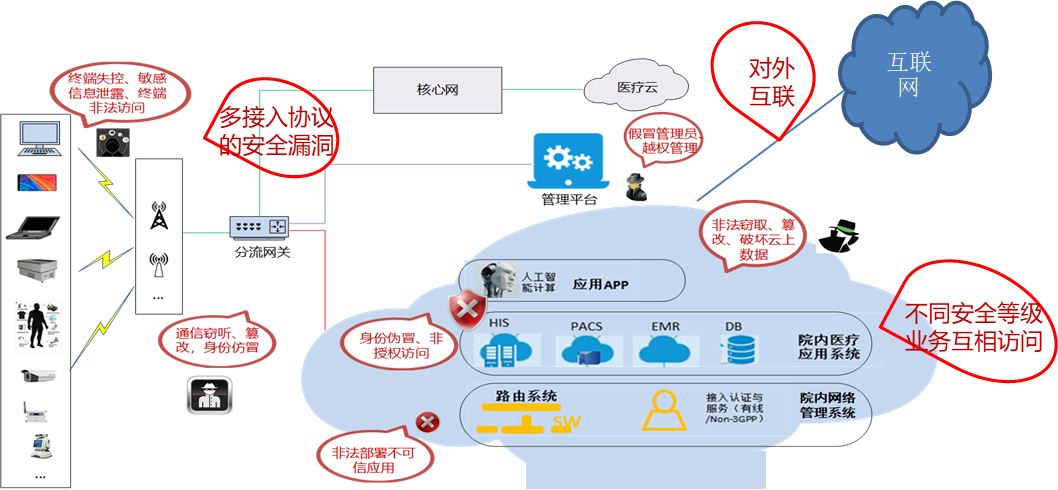 终端失控、敏感
信息泄露、终端
非法访问
多接入协议
的安全漏洞
核心网
医疗云
对外
互联
互联
网
假冒管理员、
越权管理
管理平台
分流网关
...
通信窃听、篡
改，身份仿冒
非法窃取、篡
改、破坏云上
数据
人工智
能计算
应用APP
身份伪冒、非
授权访问
HIS
PACS
EMR
DB
院内医疗
应用系统
不同安全等级
业务互相访问
路由系统
SW
接入认证与
服务（有线
/Non-3GPP）
院内网络
管理系统
非法部署不可
信应用
...